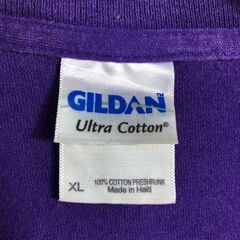 GILDAN
Ultra Cotton®
XL
100% COTTON PRESHRUNK
Made in Haiti